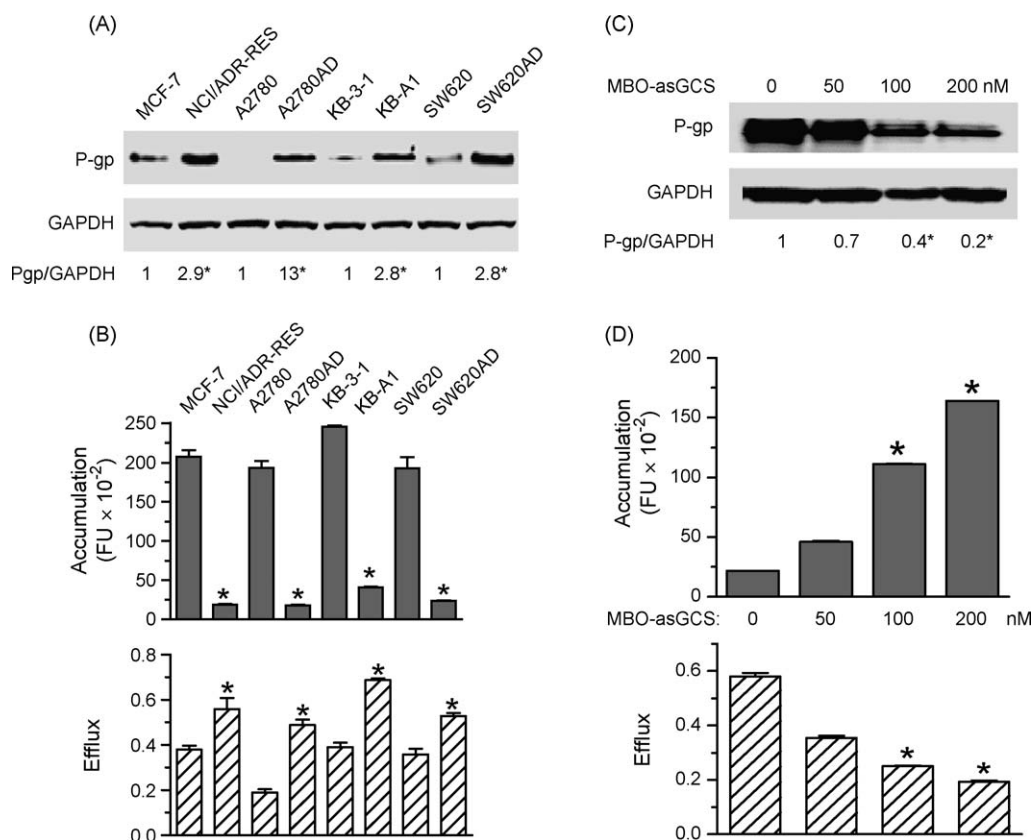 (A)
MCF-7 NCI/ADR-RES A2780 A2780AD KB-3-1 KB-A1 SW620 SW620AD
P-gp
GAPDH
Pgp/GAPDH 1 2.9* 1 13* 1 2.8* 1 2.8*
(B)
MCF-7 NCI/ADR-RES A2780 A2780AD KB-3-1 KB-A1 SW620 SW620AD
250
200
150
100
50
0
Accumulation
(FU × 10-2)
* * * *
0.8
0.6
0.4
0.2
0.0
Efflux
* * * *
(C)
MBO-asGCS 0 50 100 200 nM
P-gp
GAPDH
P-gp/GAPDH 1 0.7 0.4* 0.2*
(D)
200
150
100
50
0
Accumulation
(FU × 10-2)
* *
MBO-asGCS: 0 50 100 200 nM
0.6
0.4
0.2
0.0
Efflux
* *